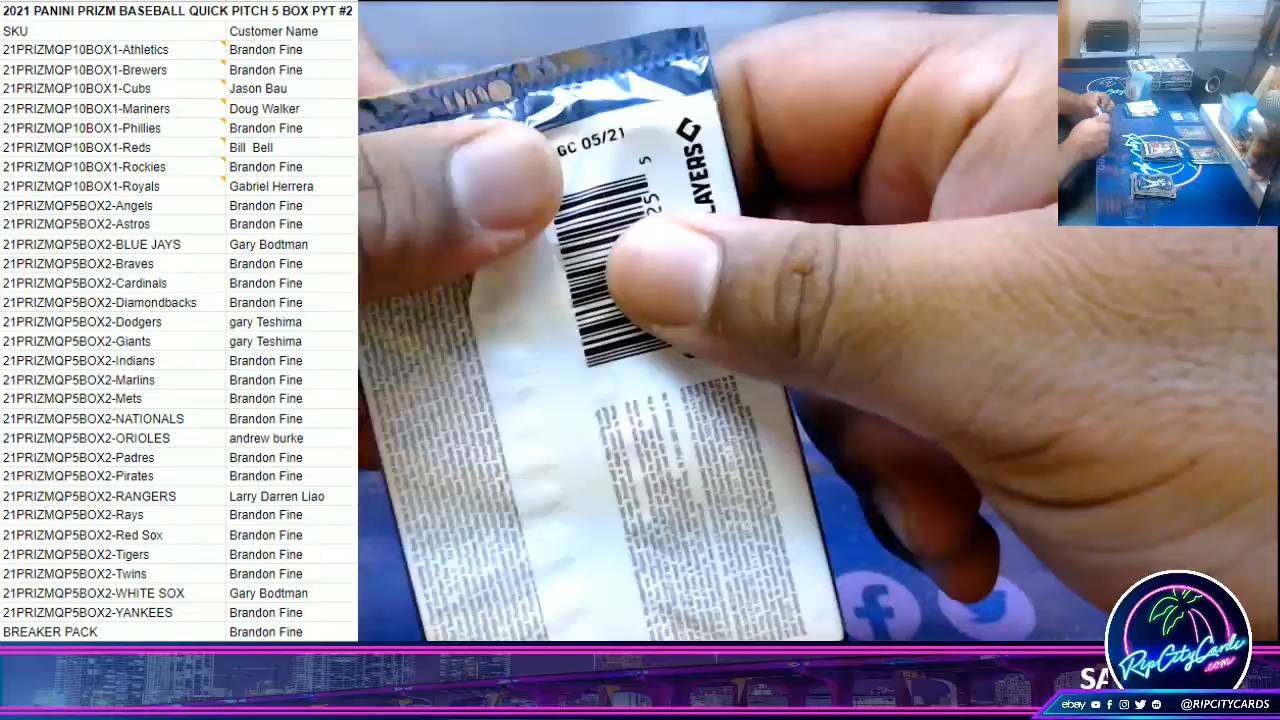 2021 PANINI PRIZM BASEBALL QUICK PITCH 5 BOX PYT #2
SKU Customer Name
21PRIZMQP10BOX1-Athletics Brandon Fine
21PRIZMQP10BOX1-Brewers Brandon Fine
21PRIZMQP10BOX1-Cubs Jason Bau
21PRIZMQP10BOX1-Mariners Doug Walker
21PRIZMQP10BOX1-Phillies Brandon Fine
21PRIZMQP10BOX1-Reds Bill Bell
21PRIZMQP10BOX1-Rockies Brandon Fine
21PRIZMQP10BOX1-Royals Gabriel Herrera
21PRIZMQP5BOX2-Angels Brandon Fine
21PRIZMQP5BOX2-Astros Brandon Fine
21PRIZMQP5BOX2-BLUE JAYS Gary Bodtman
21PRIZMQP5BOX2-Braves Brandon Fine
21PRIZMQP5BOX2-Cardinals Brandon Fine
21PRIZMQP5BOX2-Diamondbacks Brandon Fine
21PRIZMQP5BOX2-Dodgers gary Teshima
21PRIZMQP5BOX2-Giants gary Teshima
21PRIZMQP5BOX2-Indians Brandon Fine
21PRIZMQP5BOX2-Marlins Brandon Fine
21PRIZMQP5BOX2-Mets Brandon Fine
21PRIZMQP5BOX2-NATIONALS Brandon Fine
21PRIZMQP5BOX2-ORIOLES andrew burke
21PRIZMQP5BOX2-Padres Brandon Fine
21PRIZMQP5BOX2-Pirates Brandon Fine
21PRIZMQP5BOX2-RANGERS Larry Darren Liao
21PRIZMQP5BOX2-Rays Brandon Fine
21PRIZMQP5BOX2-Red Sox Brandon Fine
21PRIZMQP5BOX2-Tigers Brandon Fine
21PRIZMQP5BOX2-Twins Brandon Fine
21PRIZMQP5BOX2-WHITE SOX Gary Bodtman
21PRIZMQP5BOX2-YANKEES Brandon Fine
BREAKER PACK Brandon Fine
GC 05/21
5
25
LAYERS
SA
RipCityCards
.com
ebay @RIPCITYCARDS